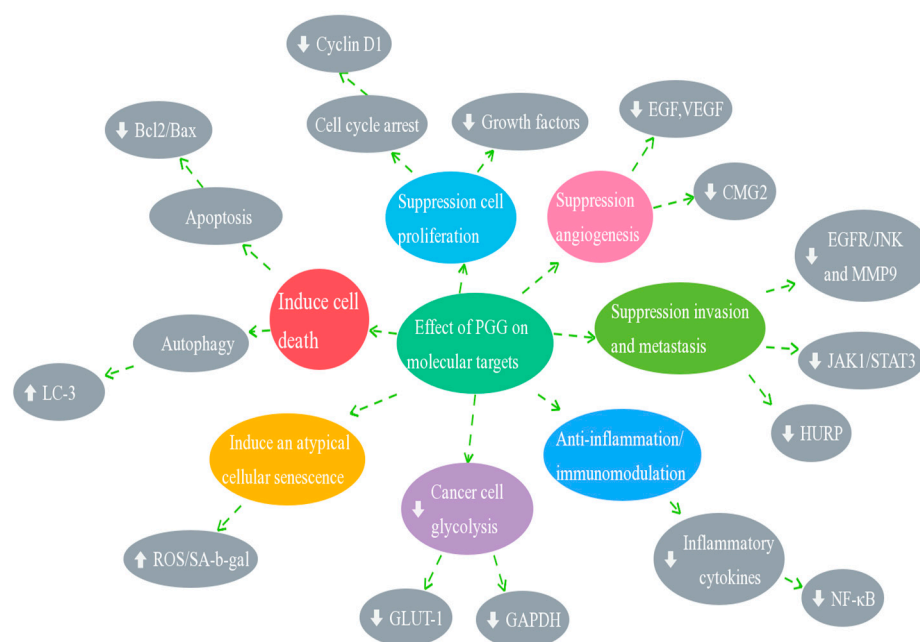 Cyclin D1
Cell cycle arrest
Growth factors
EGF,VEGF
Bcl2/Bax
Apoptosis
Suppression cell
proliferation
Suppression
angiogenesis
CMG2
EGFR/JNK
and MMP9
Induce cell
death
Effect of PGG on
molecular targets
Suppression invasion
and metastasis
Autophagy
LC-3
JAK1/STAT3
HURP
Induce an atypical
cellular senescence
Cancer cell
glycolysis
Anti-inflammation/
immunomodulation
ROS/SA-b-gal
Inflammatory
cytokines
GLUT-1
GAPDH
NF-κB